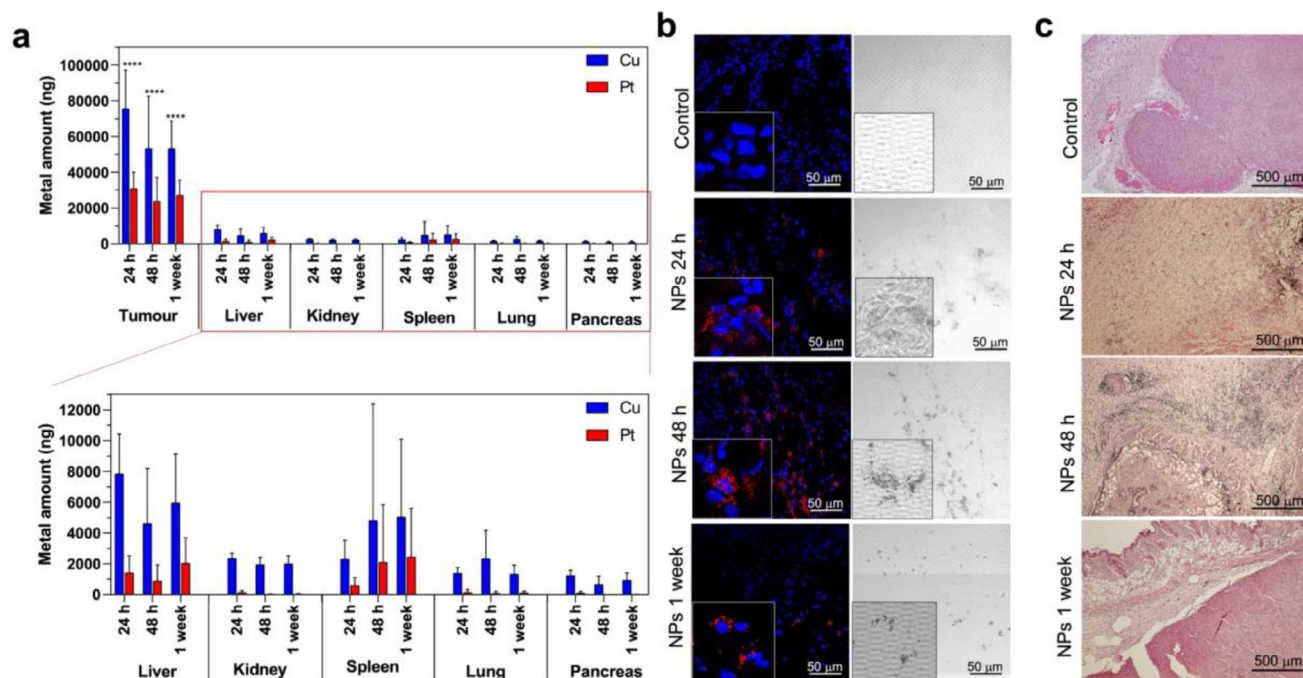 a
Metal amount (ng)
100000
80000
60000
40000
20000
0
****
****
****
Cu
Pt
24 h
48 h
1 week
24 h
48 h
1 week
24 h
48 h
1 week
24 h
48 h
1 week
24 h
48 h
1 week
24 h
48 h
1 week
Tumour
Liver
Kidney
Spleen
Lung
Pancreas
Metal amount (ng)
12000
10000
8000
6000
4000
2000
0
Cu
Pt
24 h
48 h
1 week
24 h
48 h
1 week
24 h
48 h
1 week
24 h
48 h
1 week
24 h
48 h
1 week
Liver
Kidney
Spleen
Lung
Pancreas
b
Control
50 µm
50 µm
NPs 24 h
50 µm
50 µm
NPs 48 h
50 µm
50 µm
NPs 1 week
50 µm
50 µm
c
Control
500 µm
NPs 24 h
500 µm
NPs 48 h
500 µm
NPs 1 week
500 µm